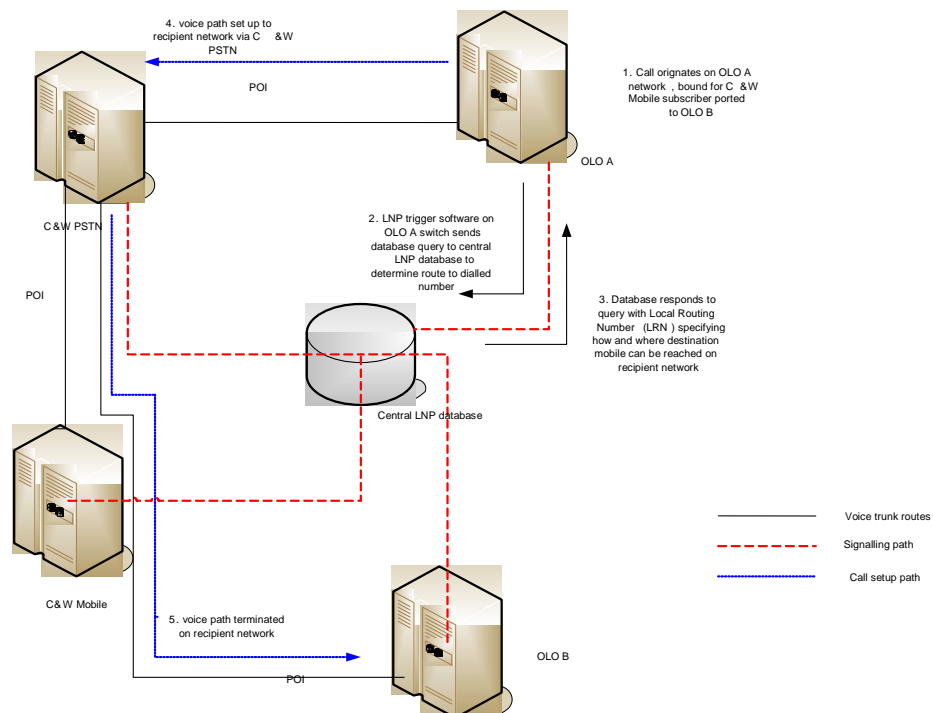 4. voice path set up to
recipient network via C &W
PSTN
POI
1. Call orignates on OLO A
network , bound for C &W
Mobile subscriber ported
to OLO B
OLO A
C &W PSTN
2. LNP trigger software on
OLO A switch sends
database query to central
LNP database to
determine route to dialled
number
POI
3. Database responds to
query with Local Routing
Number (LRN ) specifying
how and where destination
mobile can be reached on
recipient network
Central LNP database
Voice trunk routes
Signalling path
Call setup path
C&W Mobile
5. voice path terminated
on recipient network
OLO B
POI